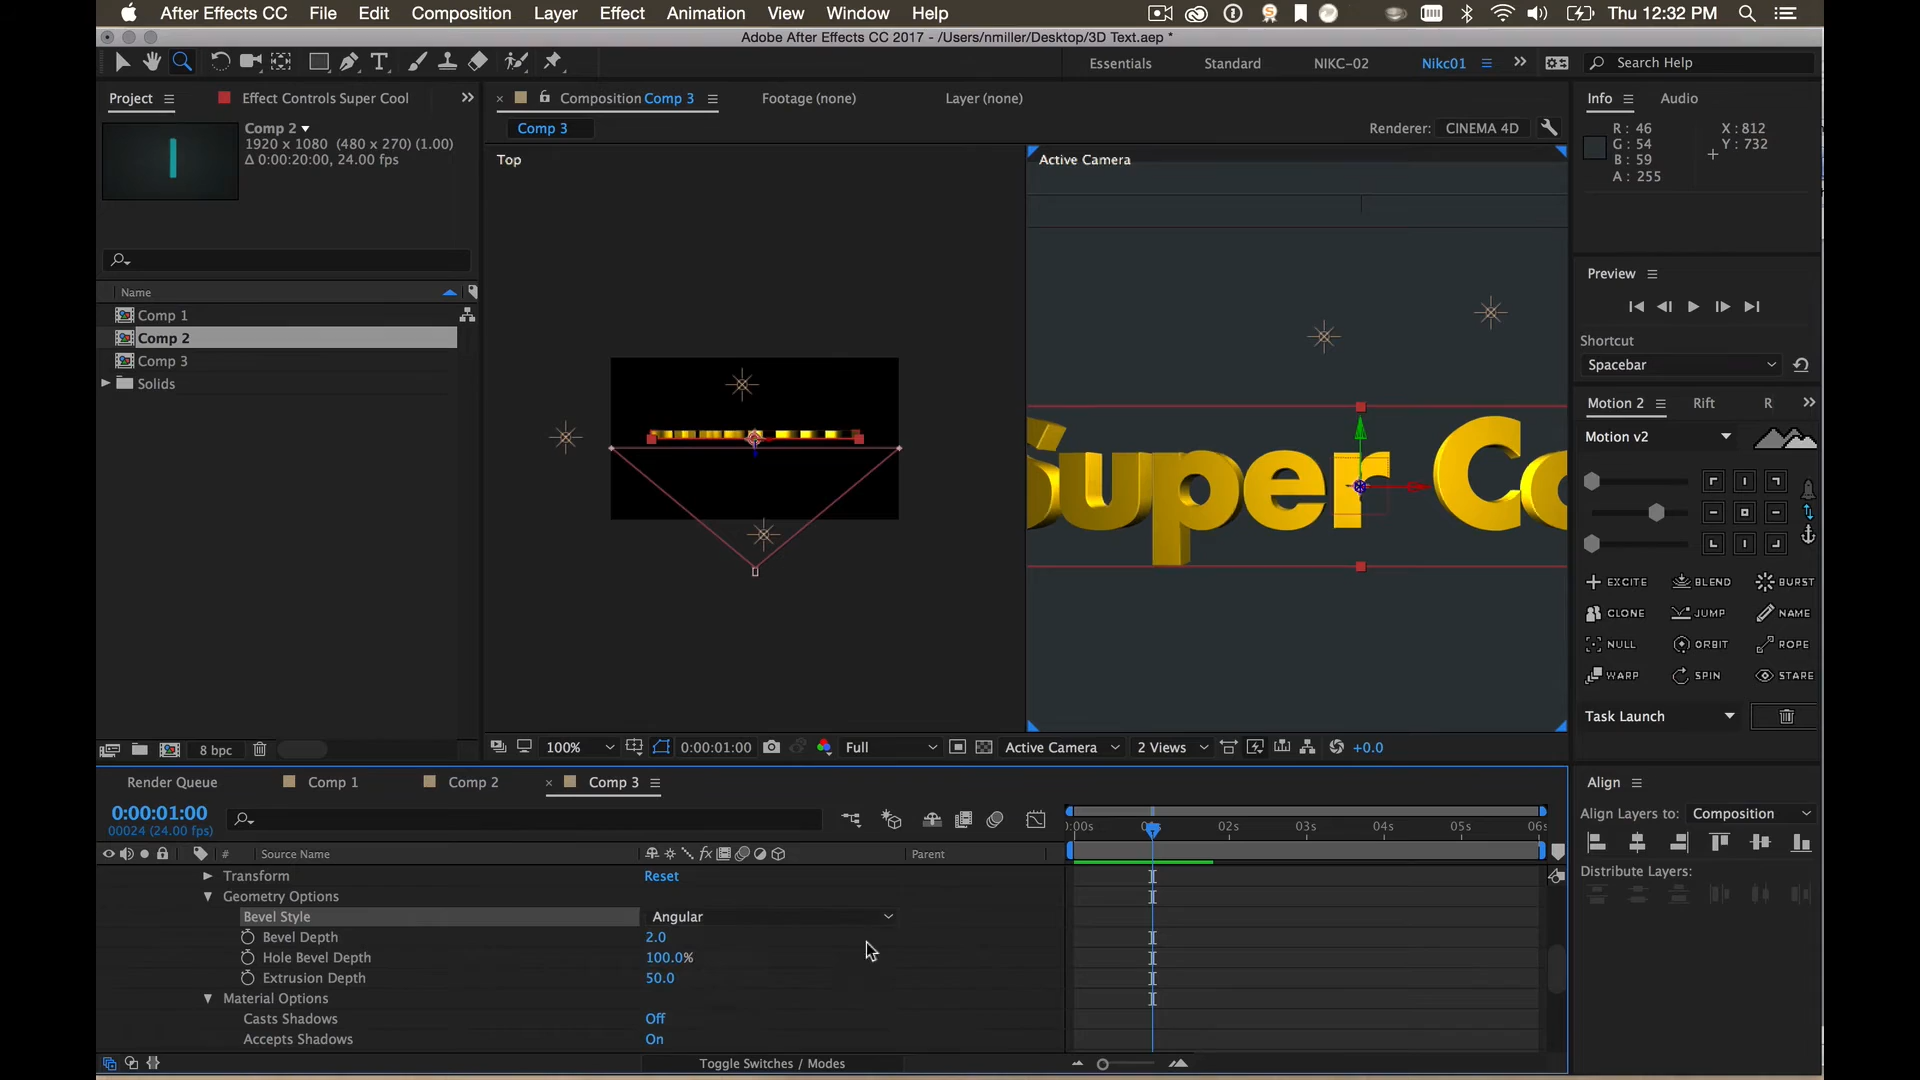 After Effects CC File Edit Composition Layer Effect Animation View Window Help Thu 12:32 PM
Adobe After Effects CC 2017 - /Users/nmiller/Desktop/3D Text.aep *
Essentials Standard NIKC-02 Nikc01 Search Help
Project Effect Controls Super Cool Composition Comp 3 Footage (none) Layer (none) Info Audio
Comp 2
1920 x 1080 (480 x 270) (1.00)
Δ 0:00:20:00, 24.00 fps
Comp 3 Renderer: CINEMA 4D
R: 46 X: 812
G: 54 Y: 732
B: 59
A: 255
Top Active Camera
Name
Comp 1
Comp 2
Comp 3
Solids
Preview
Shortcut
Spacebar
Motion 2 Rift R
Motion v2
Super Co
EXCITE BLEND BURST
CLONE JUMP NAME
NULL ORBIT ROPE
WARP SPIN STARE
Task Launch
8 bpc 100% 0:00:01:00 Full Active Camera 2 Views +0.0
Render Queue Comp 1 Comp 2 Comp 3
0:00:01:00
00024 (24.00 fps)
:00s 02s 03s 04s 05s 06s
# Source Name fx Parent
Transform Reset
Geometry Options
Bevel Style Angular
Bevel Depth 2.0
Hole Bevel Depth 100.0%
Extrusion Depth 50.0
Material Options
Casts Shadows Off
Accepts Shadows On
Toggle Switches / Modes
Align
Align Layers to: Composition
Distribute Layers: